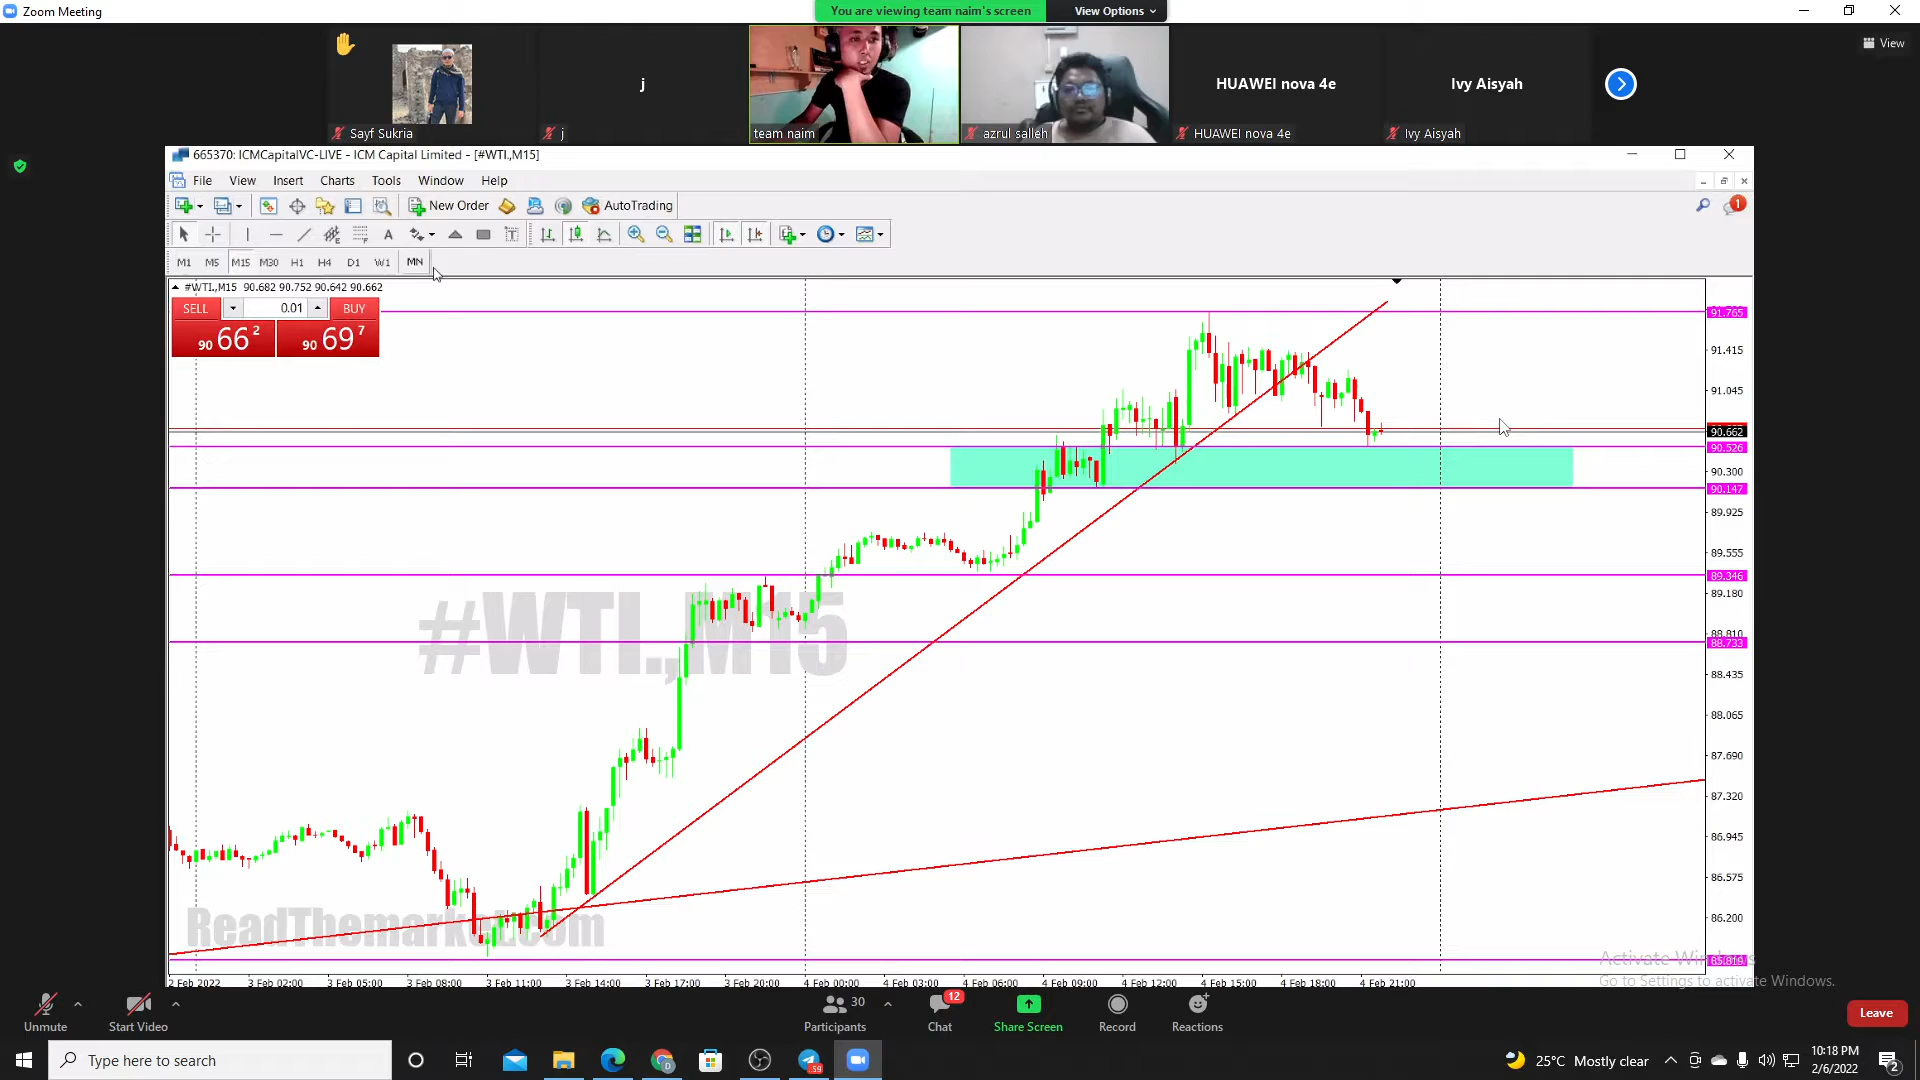 Zoom Meeting
You are viewing team naim's screen
View Options
View
j
HUAWEI nova 4e
Ivy Aisyah
Sayf Sukria
j
team naim
azrul salleh
HUAWEI nova 4e
Ivy Aisyah
665370: ICMCapitalVC-LIVE - ICM Capital Limited - [#WTI.,M15]
File View Insert Charts Tools Window Help
New Order AutoTrading
1
A T
M1 M5 M15 M30 H1 H4 D1 W1 MN
#WTI.,M15 90.682 90.752 90.642 90.662
SELL 0.01 BUY
90 66 2 90 69 7
91.765
91.415
91.045
90.662
90.526
90.300
90.147
89.925
89.555
89.346
89.180
88.810
88.733
88.435
88.065
87.690
87.320
86.945
86.575
86.200
#WTI.,M15
ReadThemarket.com
2 Feb 2022 3 Feb 02:00 3 Feb 05:00 3 Feb 08:00 3 Feb 11:00 3 Feb 14:00 3 Feb 17:00 3 Feb 20:00 4 Feb 00:00 4 Feb 03:00 4 Feb 06:00 4 Feb 09:00 4 Feb 12:00 4 Feb 15:00 4 Feb 18:00 4 Feb 21:00
Activate Windows
Go to Settings to activate Windows.
30
12
Unmute Start Video Participants Chat Share Screen Record Reactions Leave
Type here to search
59
25°C Mostly clear
10:18 PM
2/6/2022
2